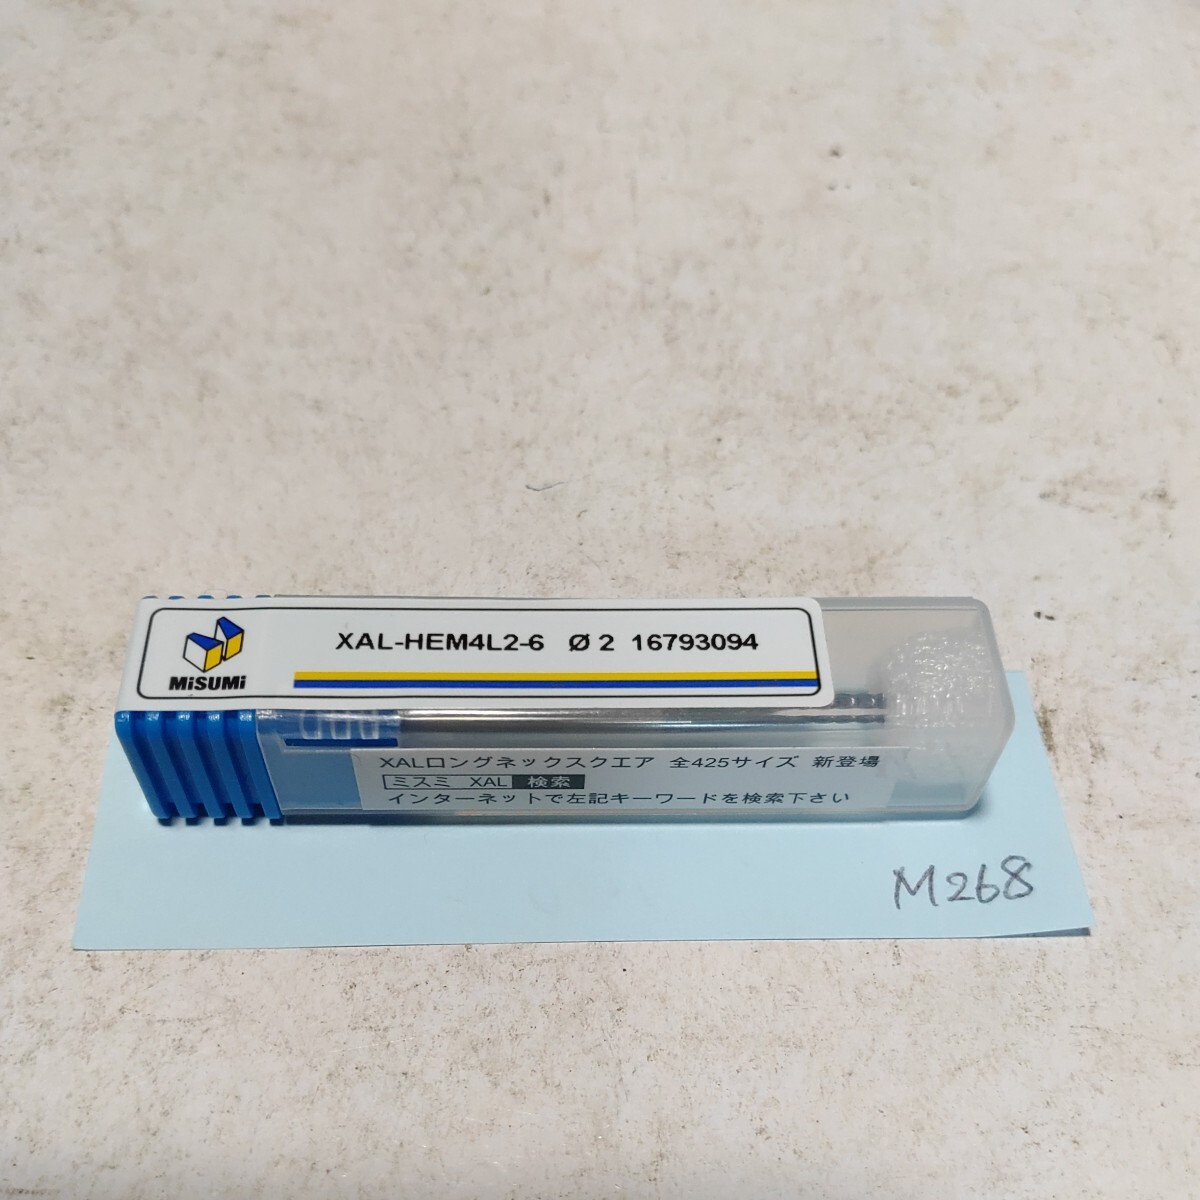 XAL-HEM4L2-6 Ø 2 16793094
MiSUMi
XALロングネックスクエア 全425サイズ 新登場
ミスミ XAL 検索
インターネットで左記キーワードを検索下さい
M268